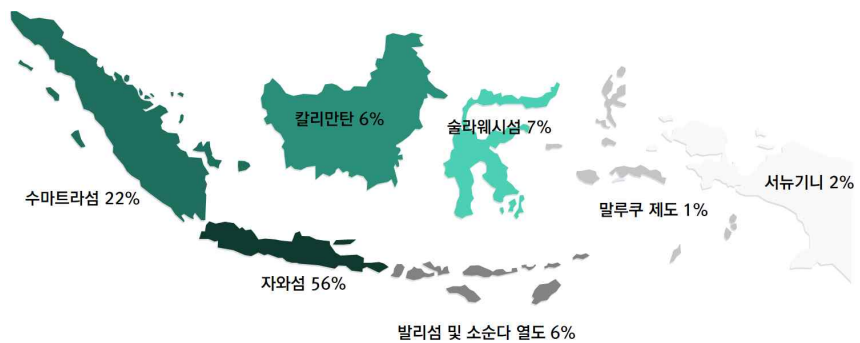 칼리만탄 6%
술라웨시섬 7%
수마트라섬 22%
서뉴기니 2%
말루쿠 제도 1%
자와섬 56%
발리섬 및 소순다 열도 6%